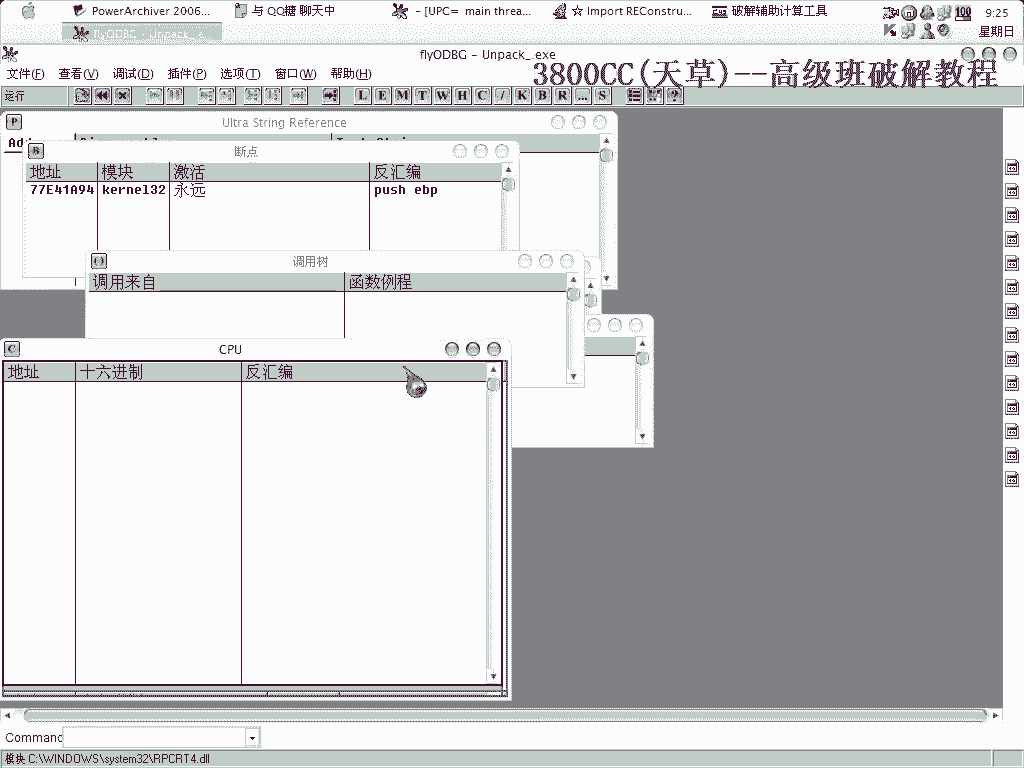 PowerArchiver 2006...
与 QQ糖 聊天中
- [UPC= main threa...
☆ Import REConstru...
破解辅助计算工具
100
9:25
flyODBG - Unpack_.e...
星期日
flyODBG - Unpack_.exe
文件(F) 查看(V) 调试(D) 插件(P) 选项(T) 窗口(W) 帮助(H)
3800CC(天草)--高级班破解教程
运行
L E M T W H C / K B R ... S
Ultra String Reference
断点
地址 模块 激活 反汇编
77E41A94 kernel32 永远 push ebp
调用树
调用来自 函数例程
CPU
地址 十六进制 反汇编
Command
模块 C:\WINDOWS\system32\RPCRT4.dll